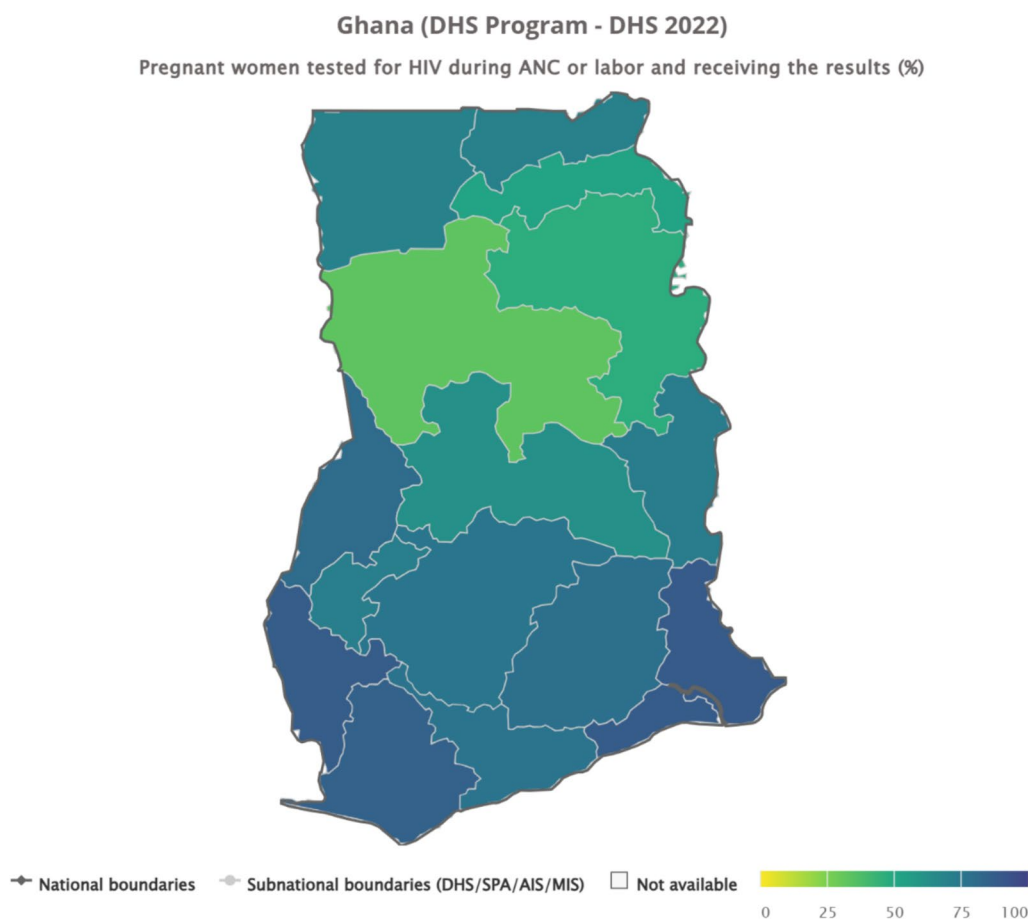 Ghana (DHS Program - DHS 2022)
Pregnant women tested for HIV during ANC or labor and receiving the results (%)
National boundaries Subnational boundaries (DHS/SPA/AIS/MIS) Not available
0 25 50 75 100